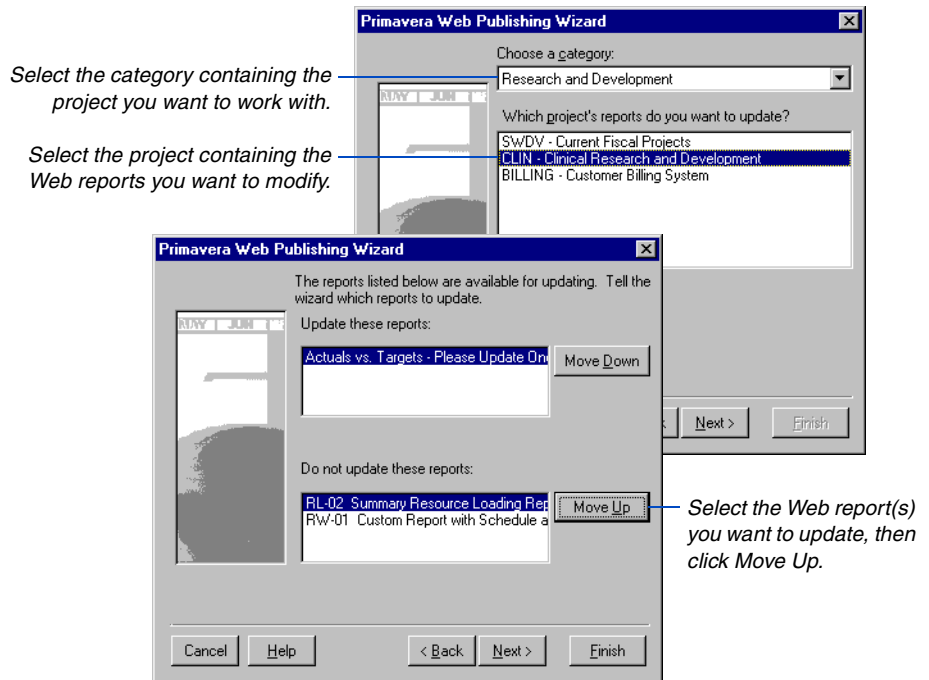 Primavera Web Publishing Wizard
Choose a category:
Select the category containing the
project you want to work with.
Research and Development
MAY | JUN
Which project's reports do you want to update?
SWDV - Current Fiscal Projects
Select the project containing the
Web reports you want to modify.
CLIN - Clinical Research and Development
BILLING - Customer Billing System
Next >
Finish
Primavera Web Publishing Wizard
The reports listed below are available for updating. Tell the
wizard which reports to update.
MAY | JUN
Update these reports:
Actuals vs. Targets - Please Update On
Move Down
Do not update these reports:
RL-02 Summary Resource Loading Rep
RW-01 Custom Report with Schedule a
Move Up
Select the Web report(s)
you want to update, then
click Move Up.
Cancel
Help
< Back
Next >
Finish